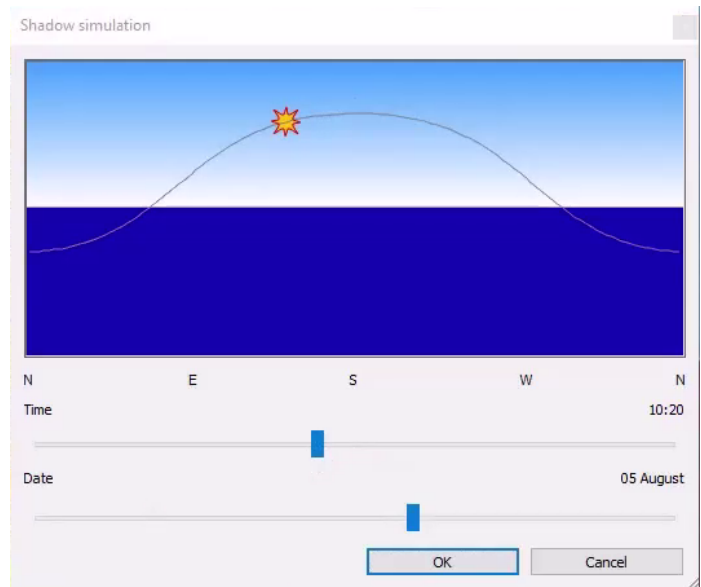 Shadow simulation
N E S W N
Time 10:20
Date 05 August
OK Cancel